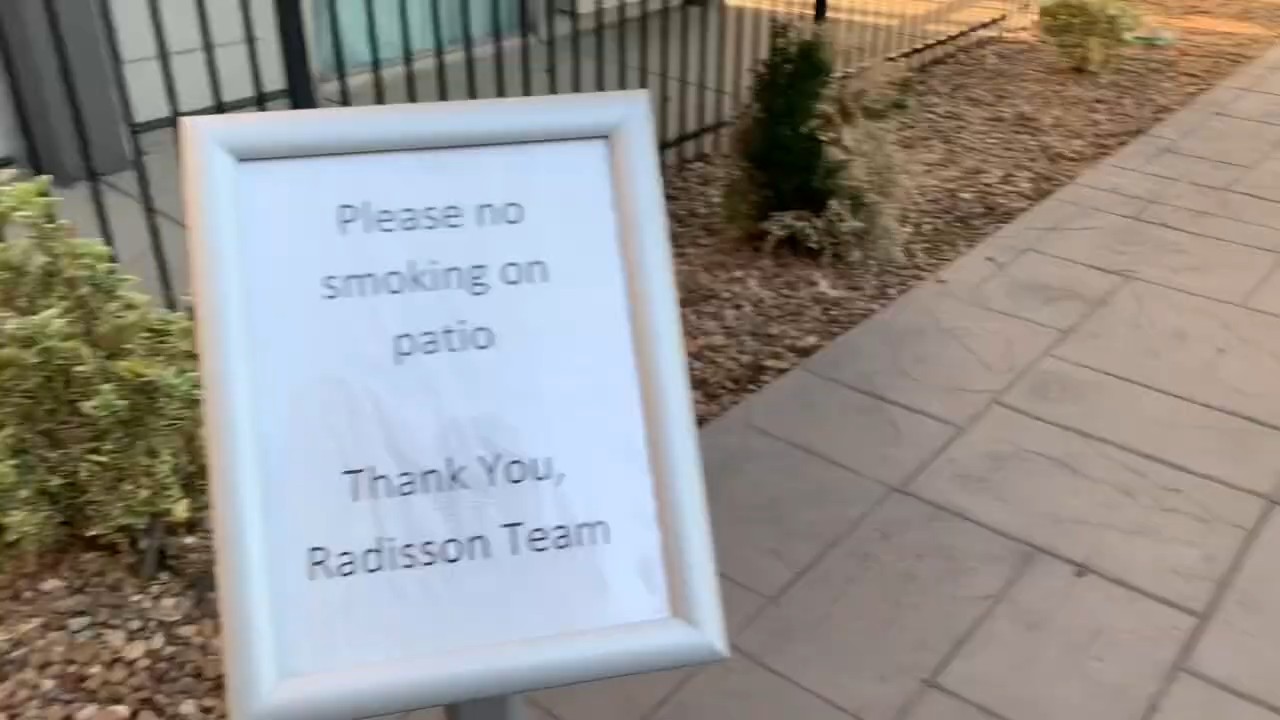 Please no
smoking on
patio
Thank You,
Radisson Team